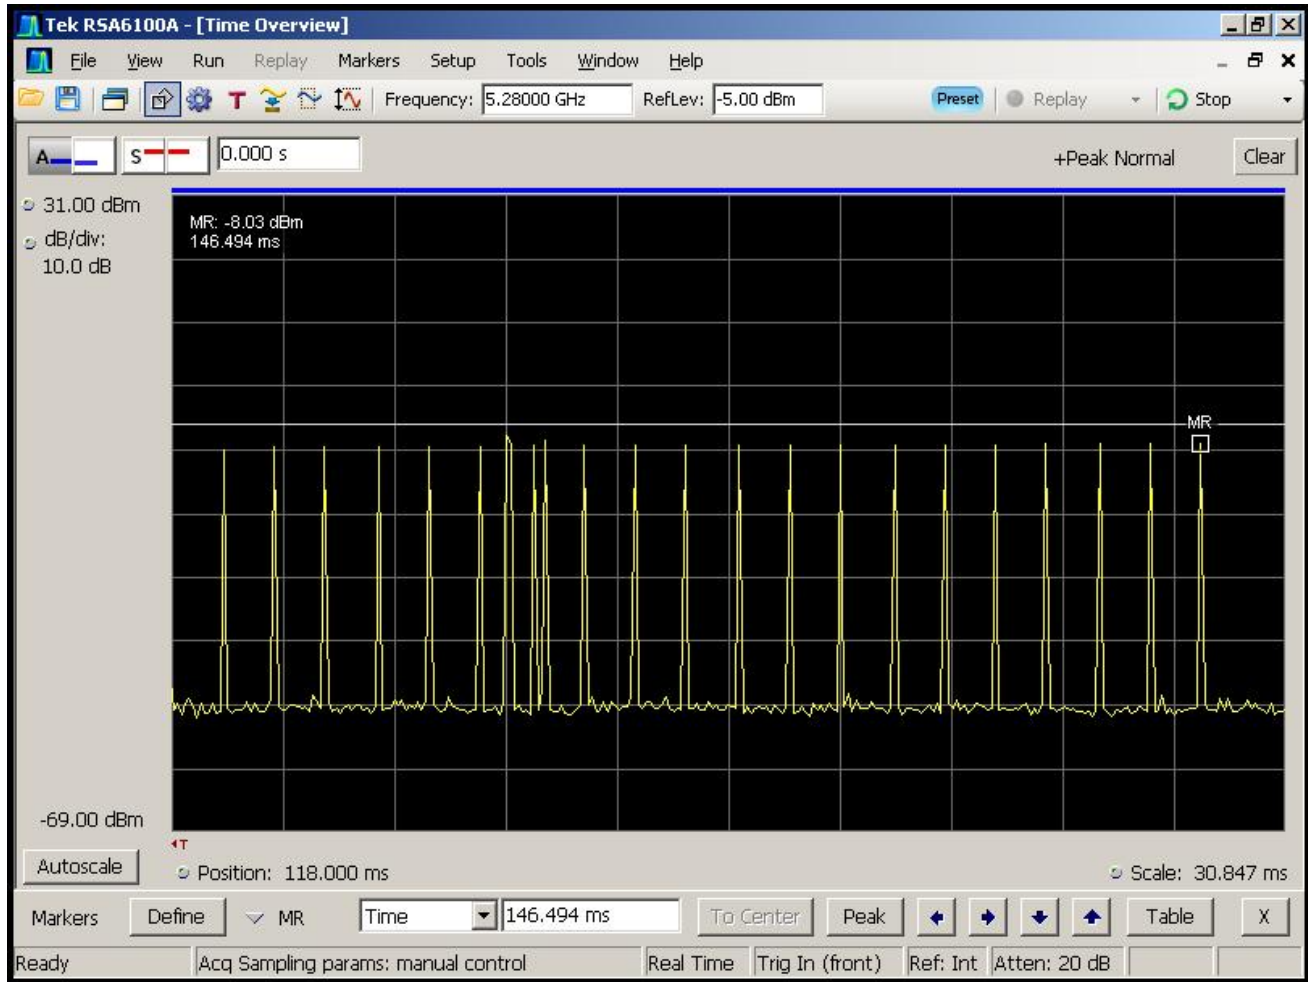 Tek RSA6100A - [Time Overview]
File View Run Replay Markers Setup Tools Window Help
T Frequency: 5.28000 GHz RefLev: -5.00 dBm Preset Replay Stop
A S 0.000 s +Peak Normal Clear
31.00 dBm
dB/div:
10.0 dB
MR: -8.03 dBm
146.494 ms
MR
-69.00 dBm
T
Autoscale Position: 118.000 ms Scale: 30.847 ms
Markers Define MR Time 146.494 ms To Center Peak Table X
Ready Acq Sampling params: manual control Real Time Trig In (front) Ref: Int Atten: 20 dB